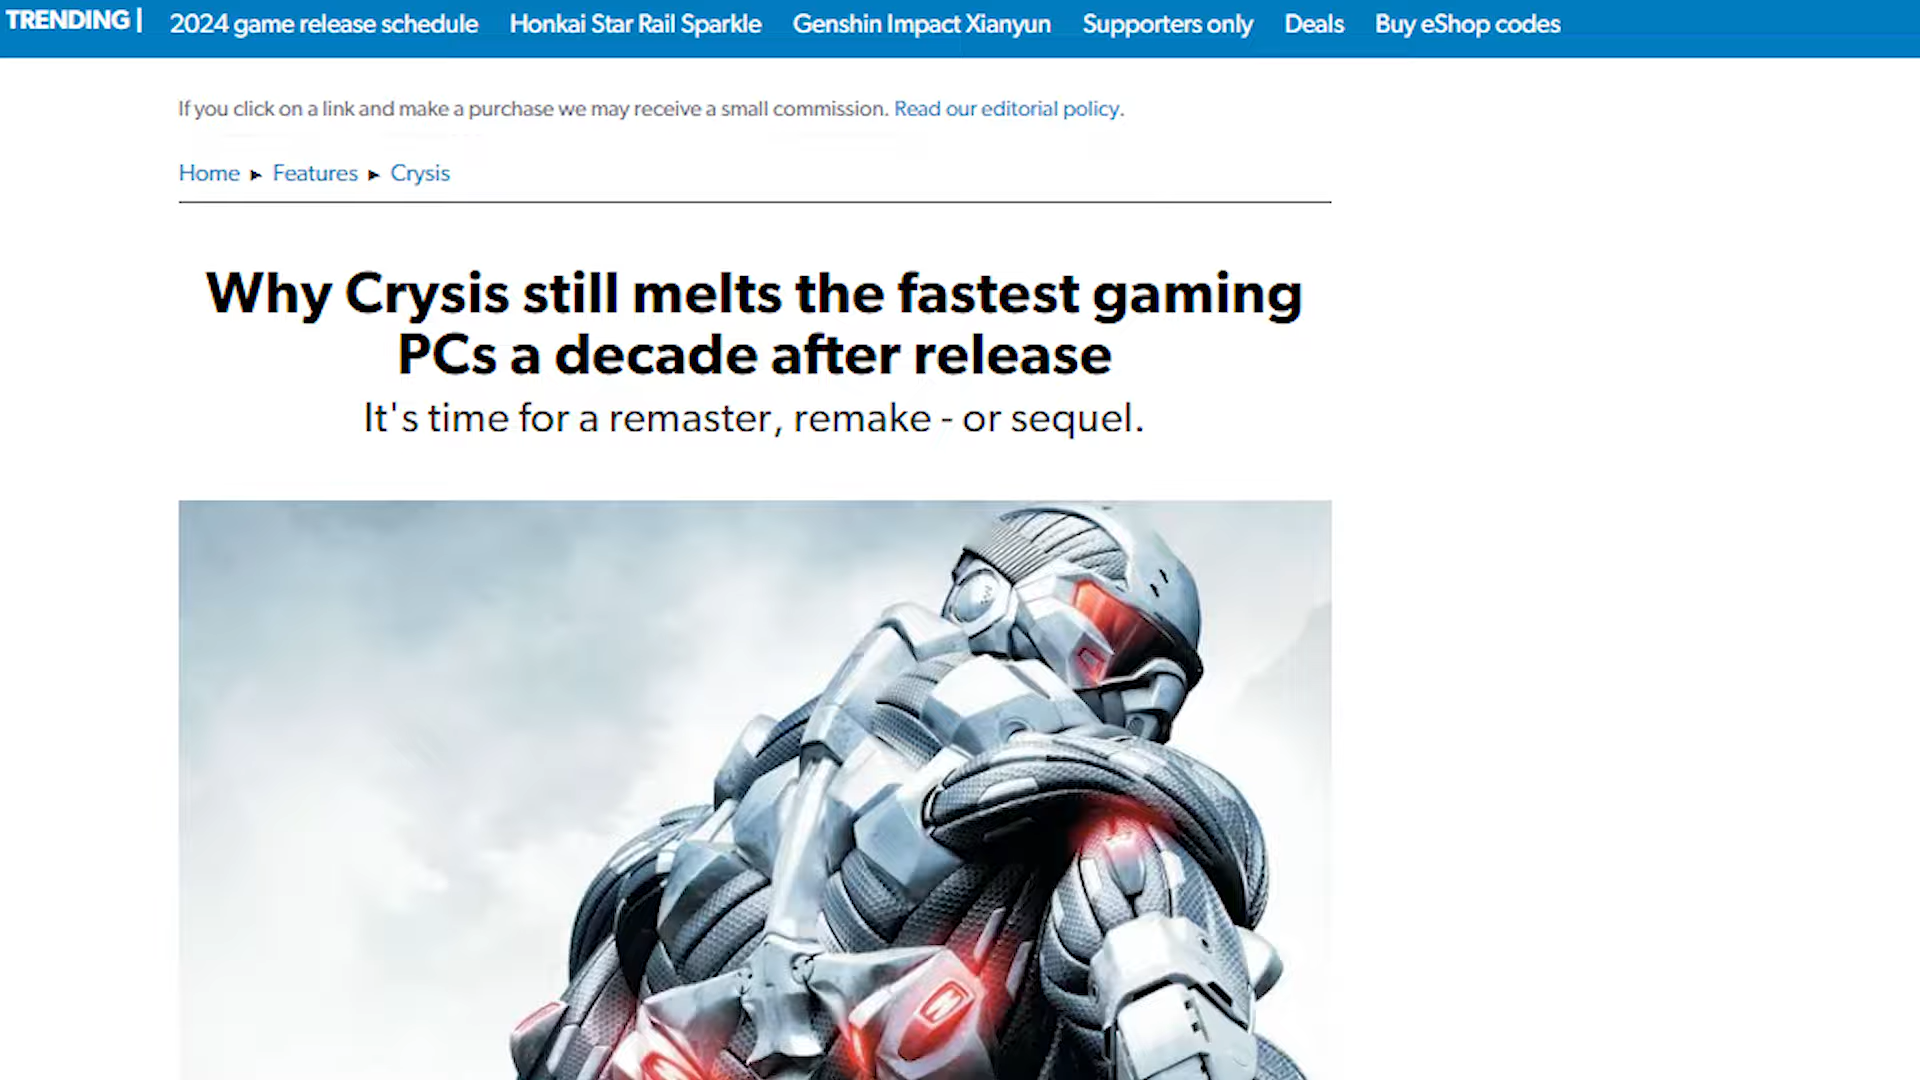 TRENDING | 2024 game release schedule Honkai Star Rail Sparkle Genshin Impact Xianyun Supporters only Deals Buy eShop codes
If you click on a link and make a purchase we may receive a small commission. Read our editorial policy.
Home ▸ Features ▸ Crysis
Why Crysis still melts the fastest gaming
PCs a decade after release
It's time for a remaster, remake - or sequel.